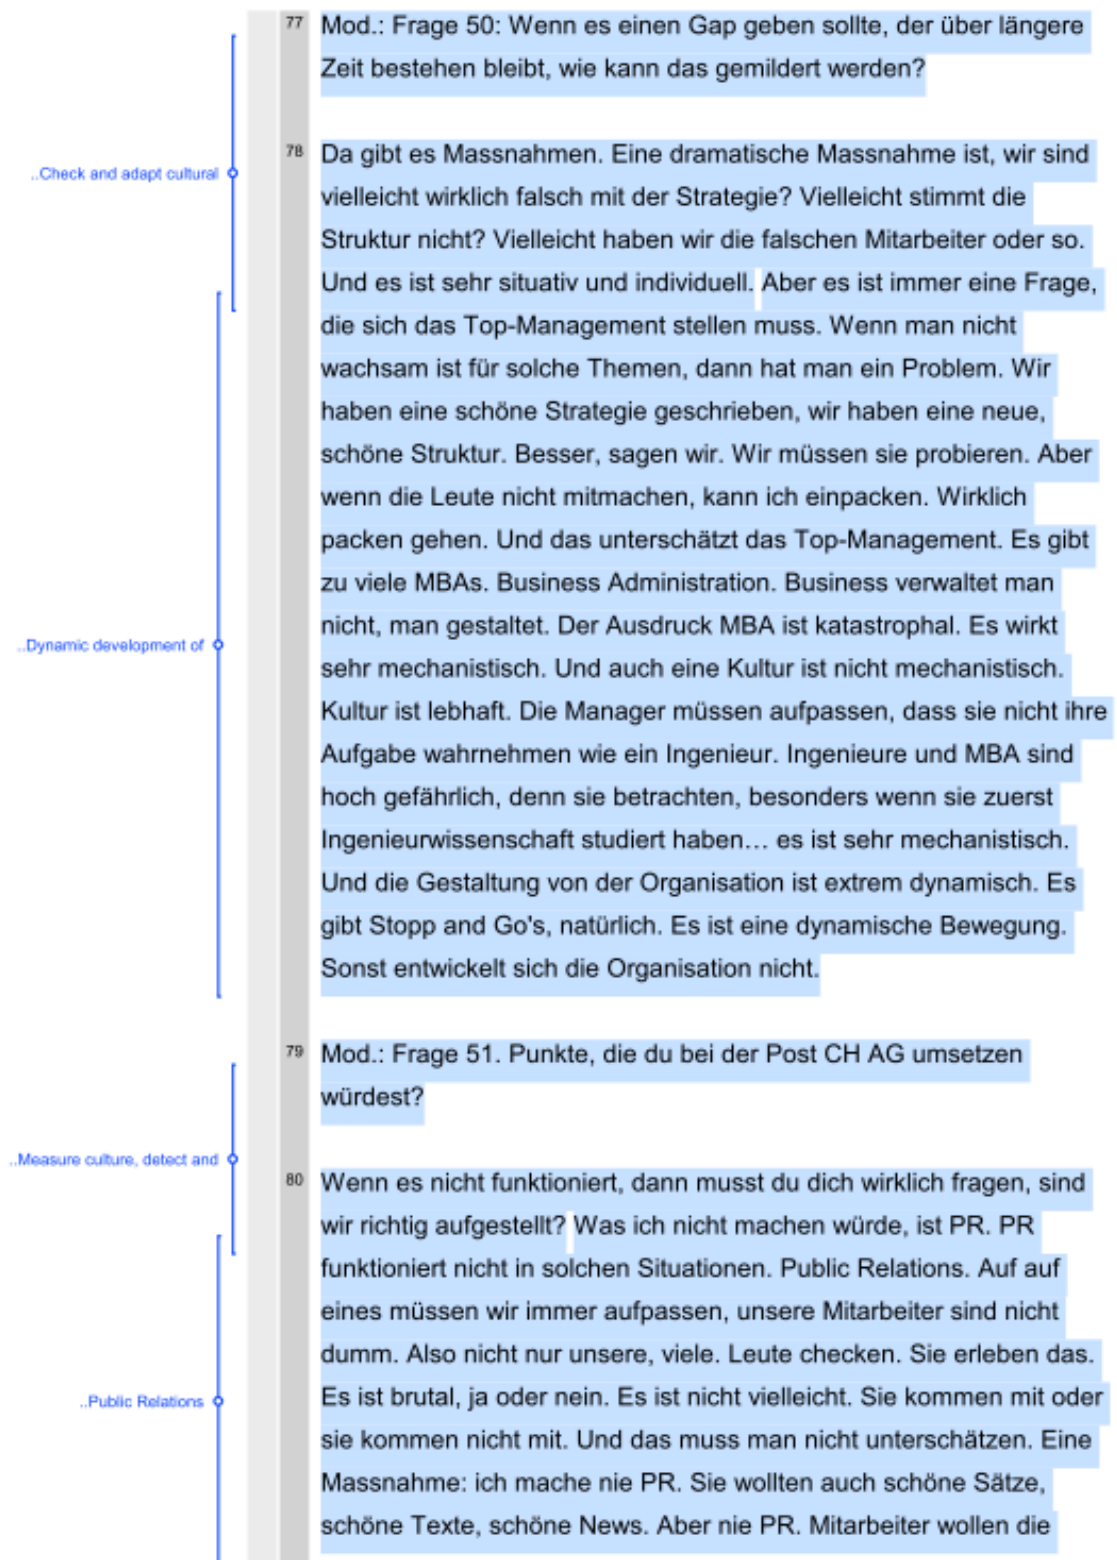 77 Mod.: Frage 50: Wenn es einen Gap geben sollte, der über längere
Zeit bestehen bleibt, wie kann das gemildert werden?
78 Da gibt es Massnahmen. Eine dramatische Massnahme ist, wir sind
..Check and adapt cultural
vielleicht wirklich falsch mit der Strategie? Vielleicht stimmt die
Struktur nicht? Vielleicht haben wir die falschen Mitarbeiter oder so.
Und es ist sehr situativ und individuell. Aber es ist immer eine Frage,
die sich das Top-Management stellen muss. Wenn man nicht
wachsam ist für solche Themen, dann hat man ein Problem. Wir
haben eine schöne Strategie geschrieben, wir haben eine neue,
schöne Struktur. Besser, sagen wir. Wir müssen sie probieren. Aber
wenn die Leute nicht mitmachen, kann ich einpacken. Wirklich
packen gehen. Und das unterschätzt das Top-Management. Es gibt
zu viele MBAs. Business Administration. Business verwaltet man
nicht, man gestaltet. Der Ausdruck MBA ist katastrophal. Es wirkt
..Dynamic development of
sehr mechanistisch. Und auch eine Kultur ist nicht mechanistisch.
Kultur ist lebhaft. Die Manager müssen aufpassen, dass sie nicht ihre
Aufgabe wahrnehmen wie ein Ingenieur. Ingenieure und MBA sind
hoch gefährlich, denn sie betrachten, besonders wenn sie zuerst
Ingenieurwissenschaft studiert haben… es ist sehr mechanistisch.
Und die Gestaltung von der Organisation ist extrem dynamisch. Es
gibt Stopp and Go's, natürlich. Es ist eine dynamische Bewegung.
Sonst entwickelt sich die Organisation nicht.
79 Mod.: Frage 51. Punkte, die du bei der Post CH AG umsetzen
würdest?
..Measure culture, detect and
80 Wenn es nicht funktioniert, dann musst du dich wirklich fragen, sind
wir richtig aufgestellt? Was ich nicht machen würde, ist PR. PR
funktioniert nicht in solchen Situationen. Public Relations. Auf auf
eines müssen wir immer aufpassen, unsere Mitarbeiter sind nicht
dumm. Also nicht nur unsere, viele. Leute checken. Sie erleben das.
Es ist brutal, ja oder nein. Es ist nicht vielleicht. Sie kommen mit oder
..Public Relations
sie kommen nicht mit. Und das muss man nicht unterschätzen. Eine
Massnahme: ich mache nie PR. Sie wollten auch schöne Sätze,
schöne Texte, schöne News. Aber nie PR. Mitarbeiter wollen die